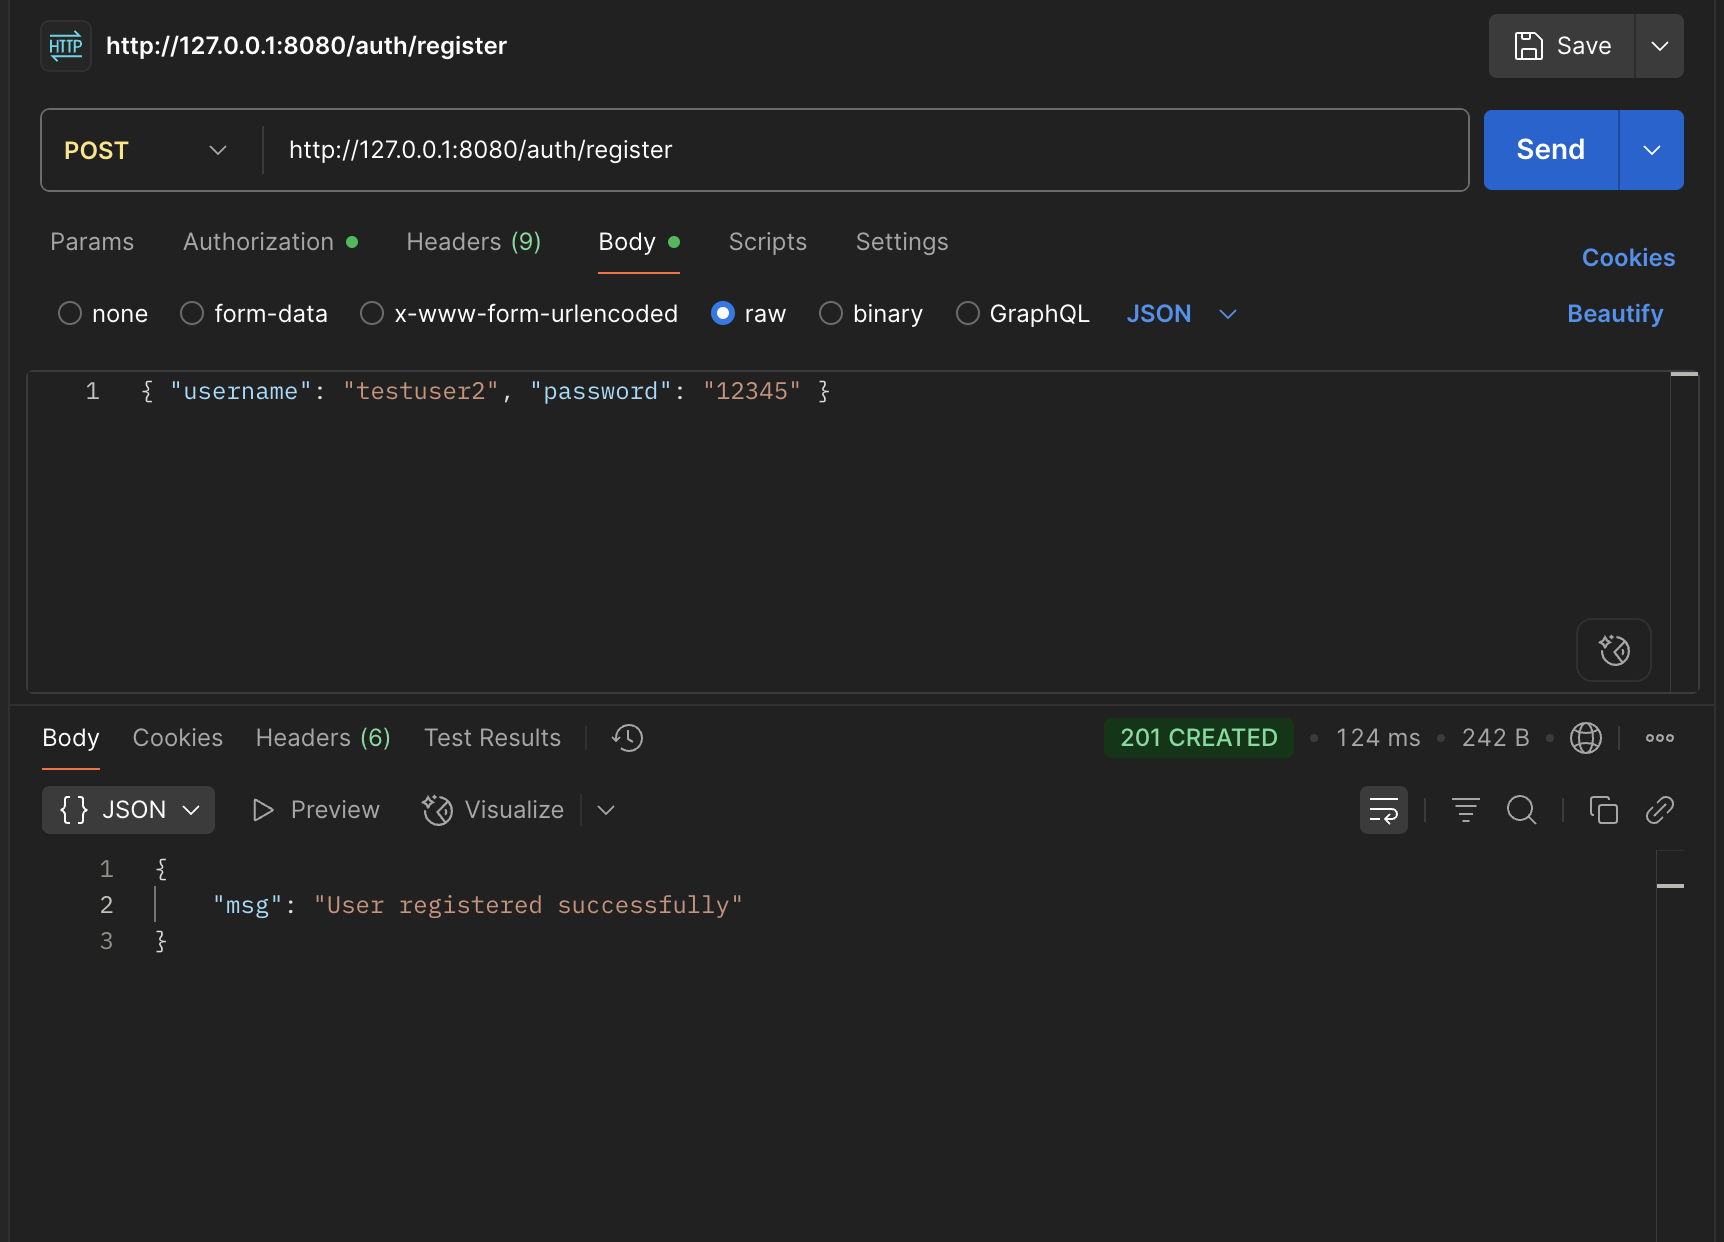 HTTP http://127.0.0.1:8080/auth/register Save
POST http://127.0.0.1:8080/auth/register Send
Params Authorization Headers (9) Body Scripts Settings Cookies
none form-data x-www-form-urlencoded raw binary GraphQL JSON Beautify
1 { "username": "testuser2", "password": "12345" }
Body Cookies Headers (6) Test Results 201 CREATED • 124 ms • 242 B •
{} JSON Preview Visualize
1 {
2 "msg": "User registered successfully"
3 }